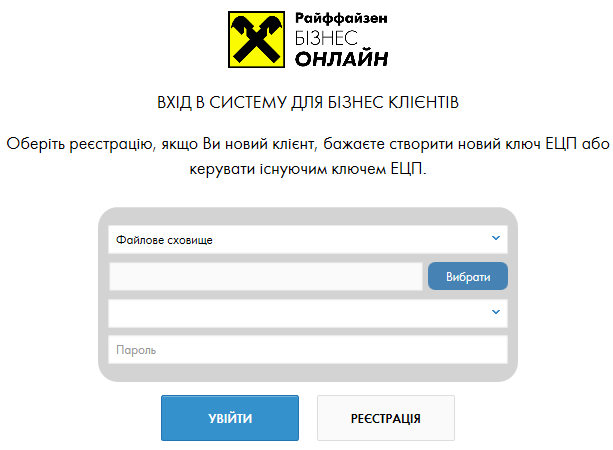 Райффайзен
БІЗНЕС
ОНЛАЙН
ВХІД В СИСТЕМУ ДЛЯ БІЗНЕС КЛІЄНТІВ
Оберіть реєстрацію, якщо Ви новий клієнт, бажаєте створити новий ключ ЕЦП або
керувати існуючим ключем ЕЦП.
Файлове сховище
Вибрати
Пароль
УВІЙТИ
РЕЄСТРАЦІЯ